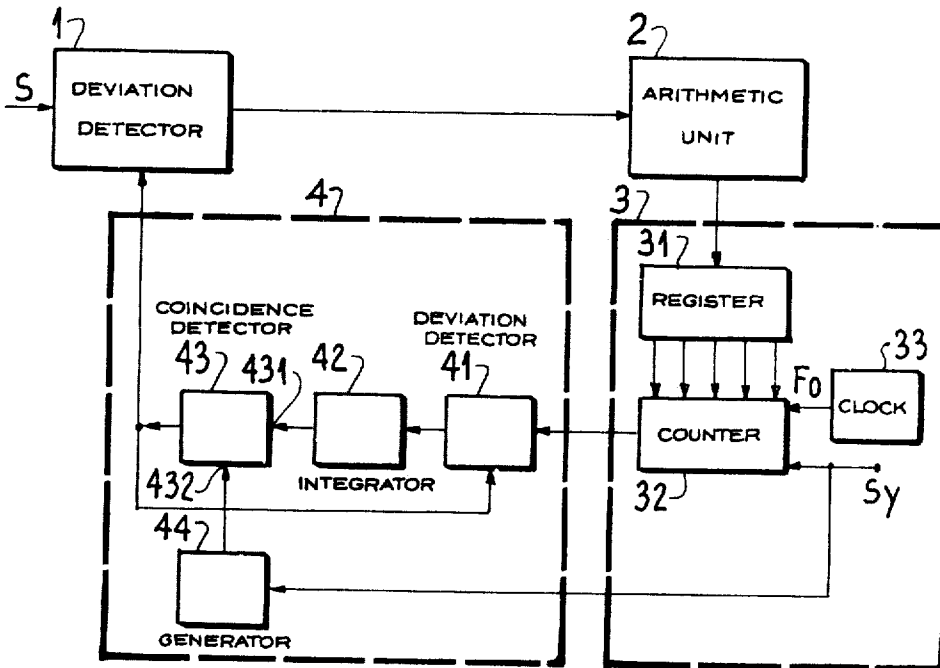 1
S
DEVIATION
DETECTOR
2
ARITHMETIC
UNIT
4
3
31
REGISTER
COINCIDENCE
DETECTOR
43
431
42
DEVIATION
DETECTOR
41
33
Fo
CLOCK
COUNTER
432
INTEGRATOR
32
Sy
44
GENERATOR